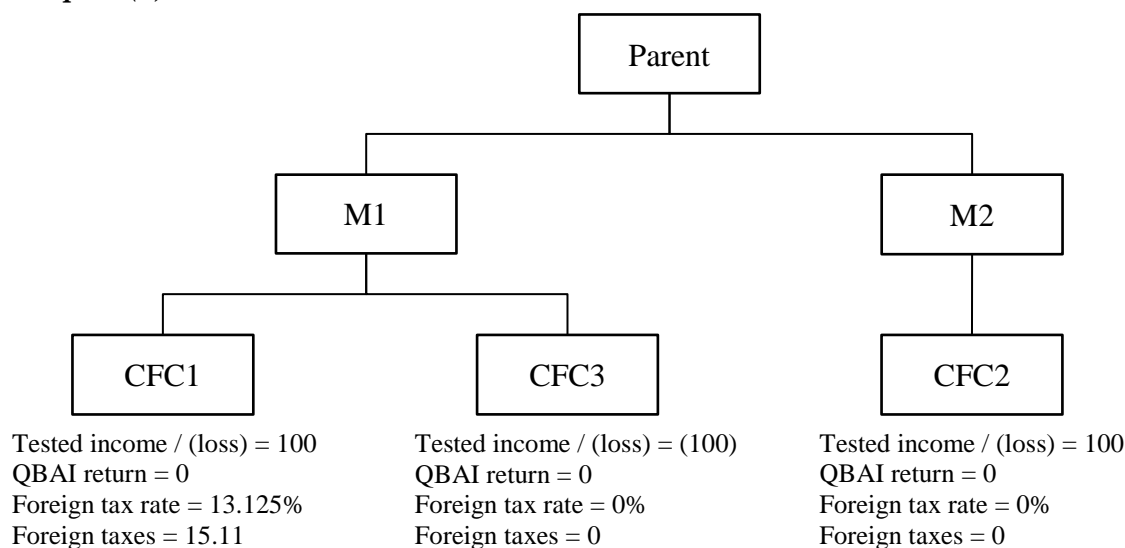 Parent
M1
M2
CFC1
CFC3
CFC2
Tested income / (loss) = 100
QBAI return = 0
Foreign tax rate = 13.125%
Foreign taxes = 15.11
Tested income / (loss) = (100)
QBAI return = 0
Foreign tax rate = 0%
Foreign taxes = 0
Tested income / (loss) = 100
QBAI return = 0
Foreign tax rate = 0%
Foreign taxes = 0